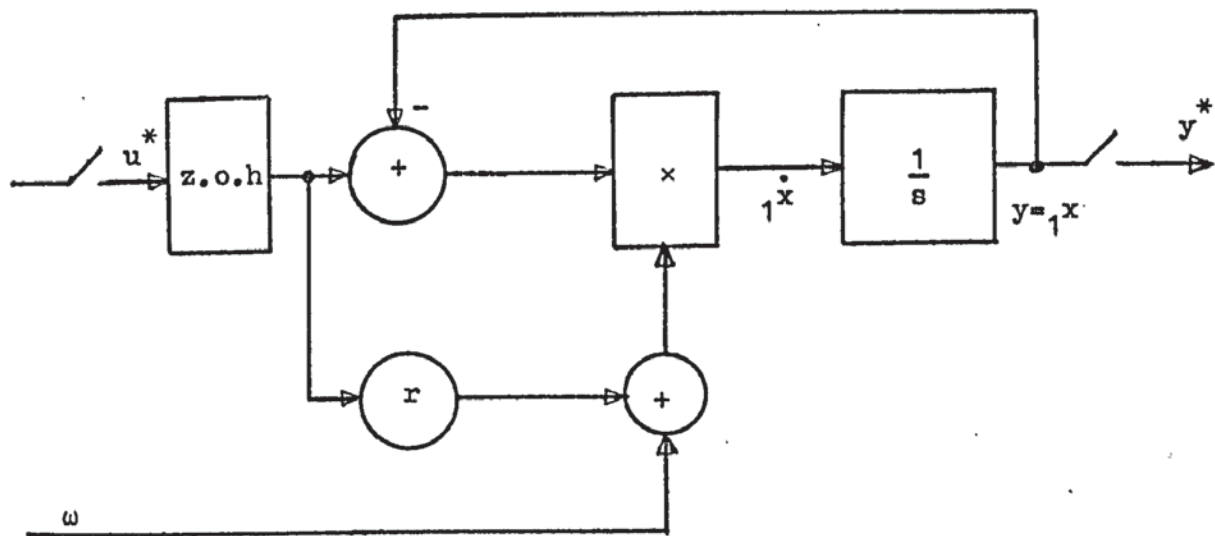 -
u*
z.o.h
+
×
1ẋ
1/s
y=1x
y*
r
+
ω